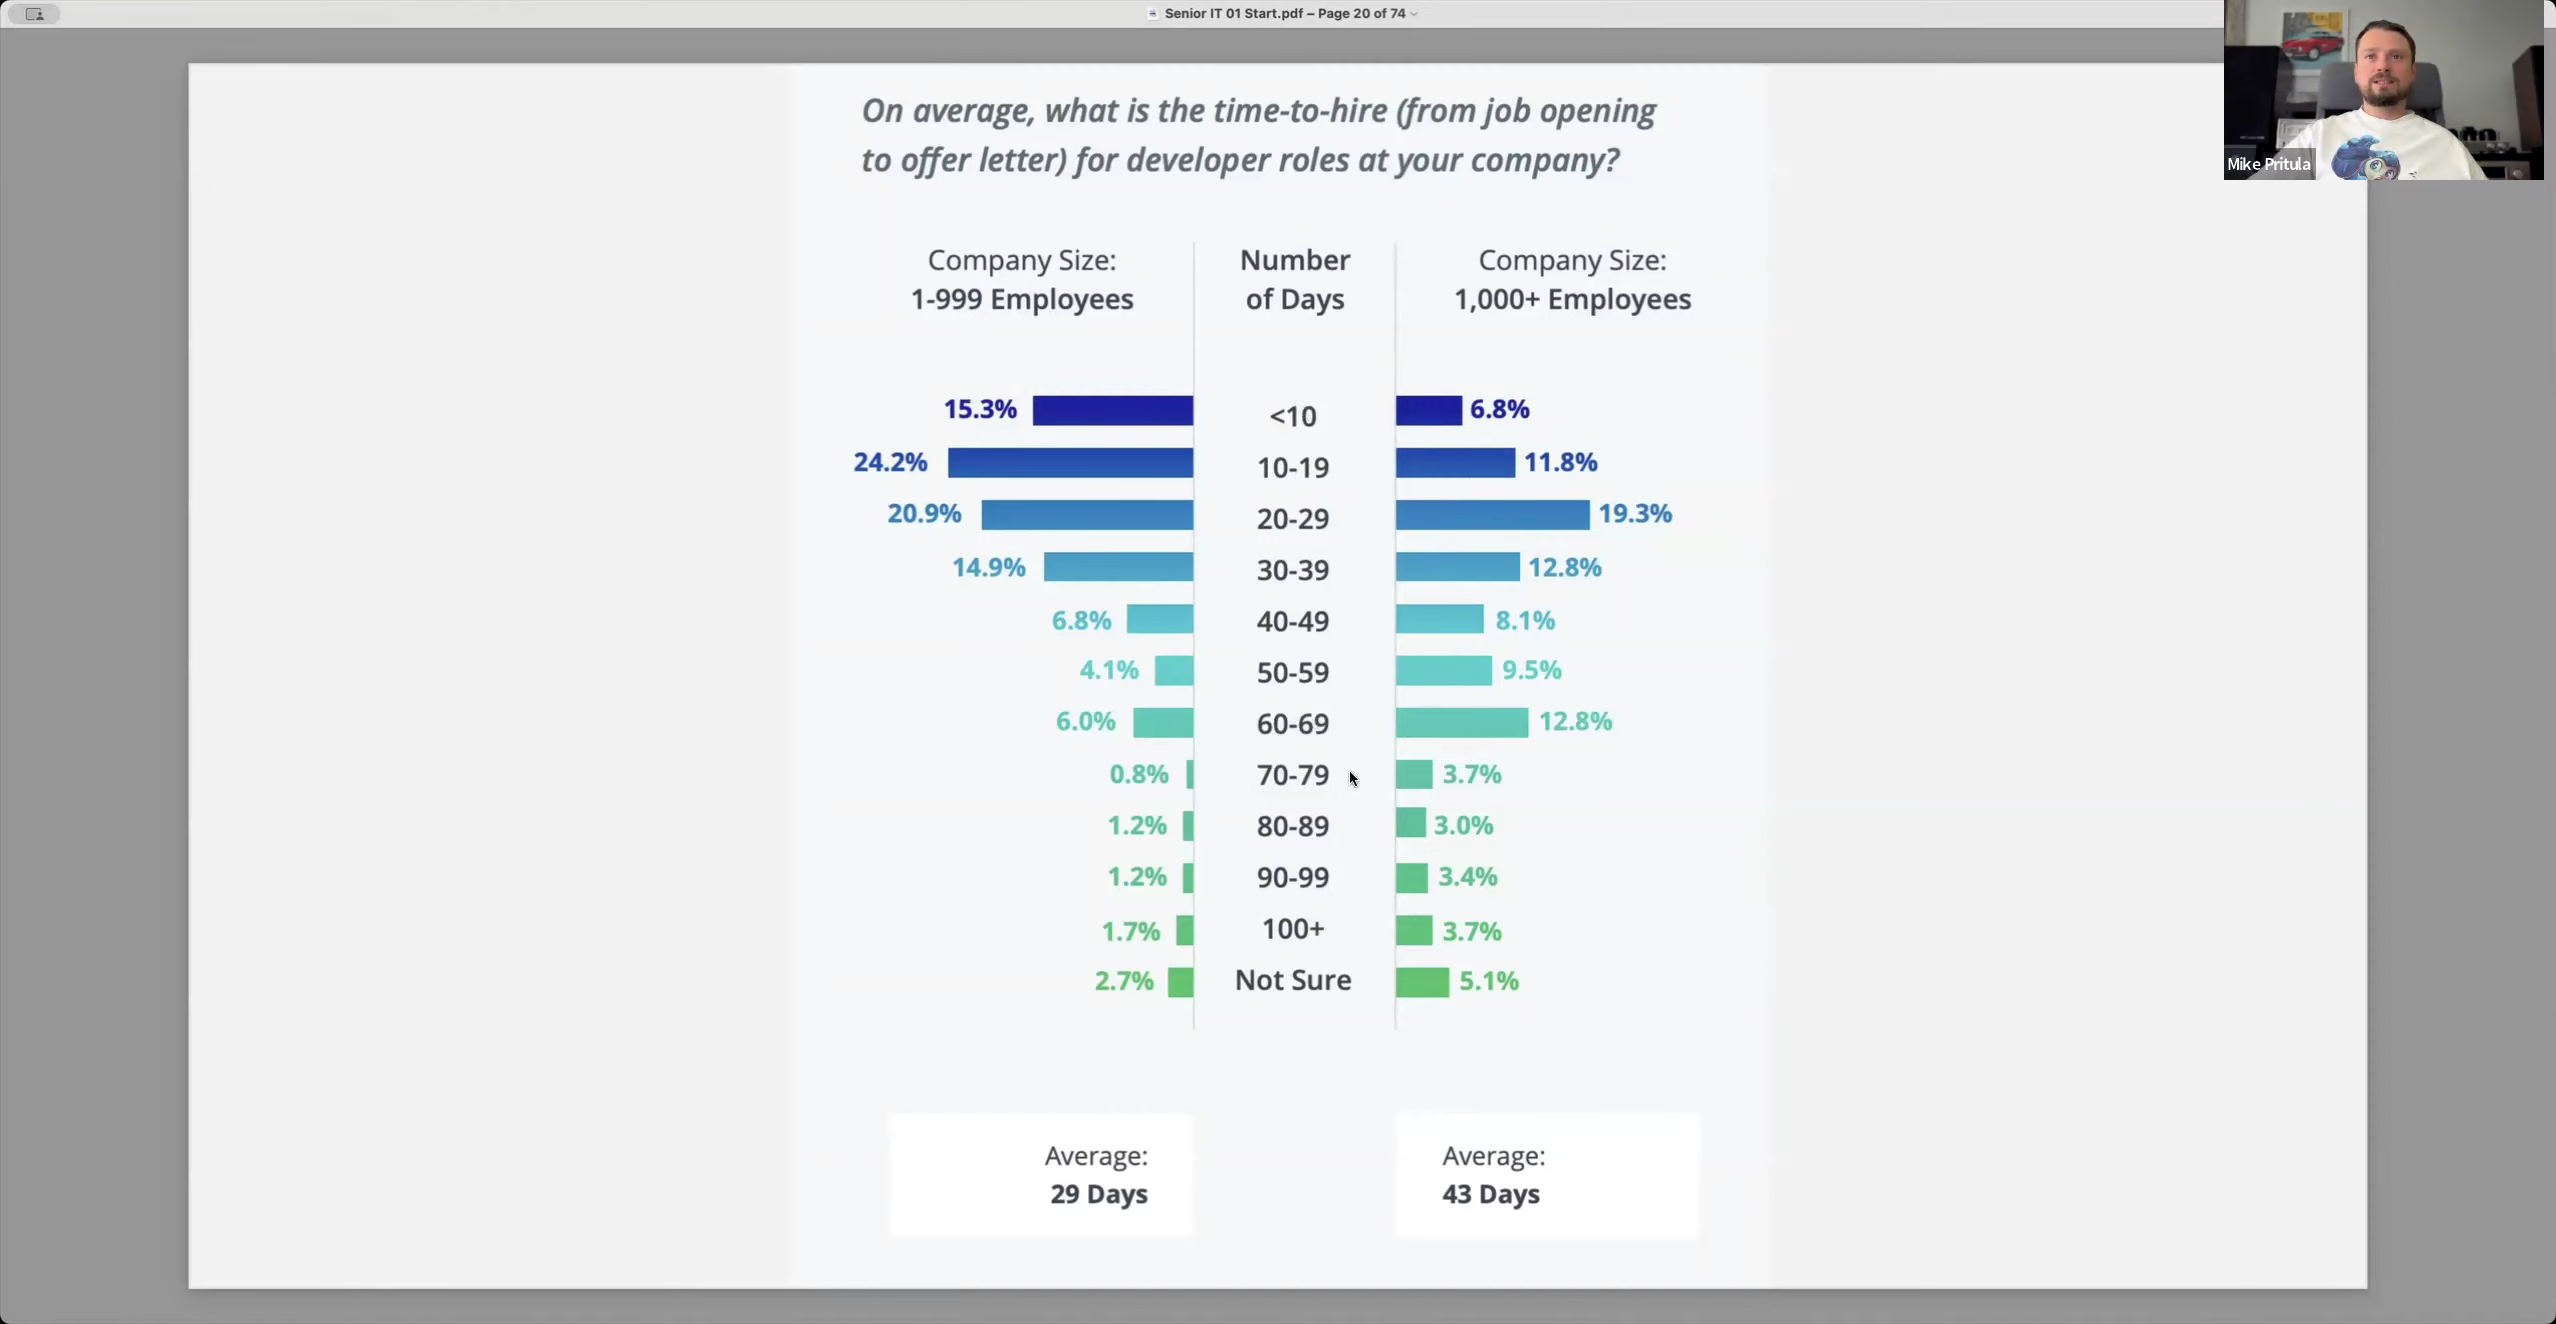 Senior IT 01 Start.pdf – Page 20 of 74
Mike Pritula
On average, what is the time-to-hire (from job opening
to offer letter) for developer roles at your company?
Company Size:
1-999 Employees
Number
of Days
Company Size:
1,000+ Employees
15.3% <10 6.8%
24.2% 10-19 11.8%
20.9% 20-29 19.3%
14.9% 30-39 12.8%
6.8% 40-49 8.1%
4.1% 50-59 9.5%
6.0% 60-69 12.8%
0.8% 70-79 3.7%
1.2% 80-89 3.0%
1.2% 90-99 3.4%
1.7% 100+ 3.7%
2.7% Not Sure 5.1%
Average:
29 Days
Average:
43 Days